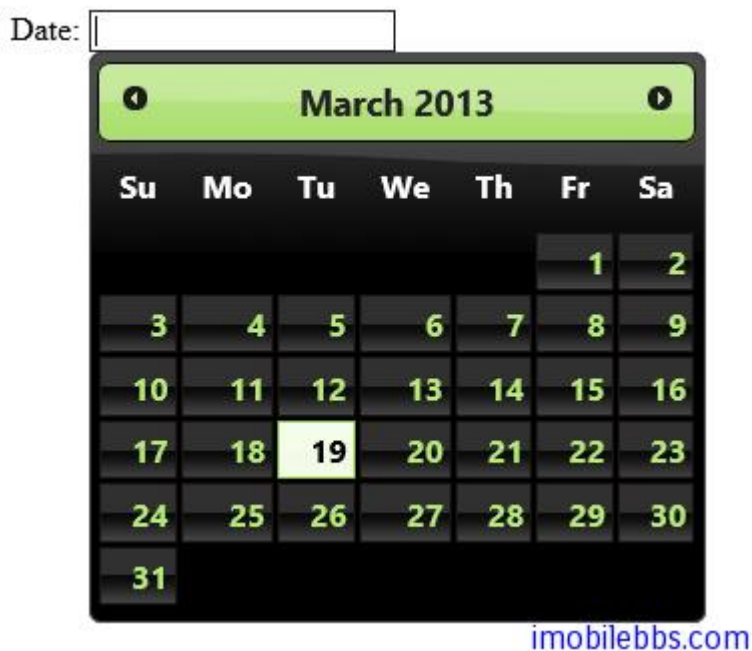 Date:
March 2013
Su Mo Tu We Th Fr Sa
1 2
3 4 5 6 7 8 9
10 11 12 13 14 15 16
17 18 19 20 21 22 23
24 25 26 27 28 29 30
31
imobilebbs.com